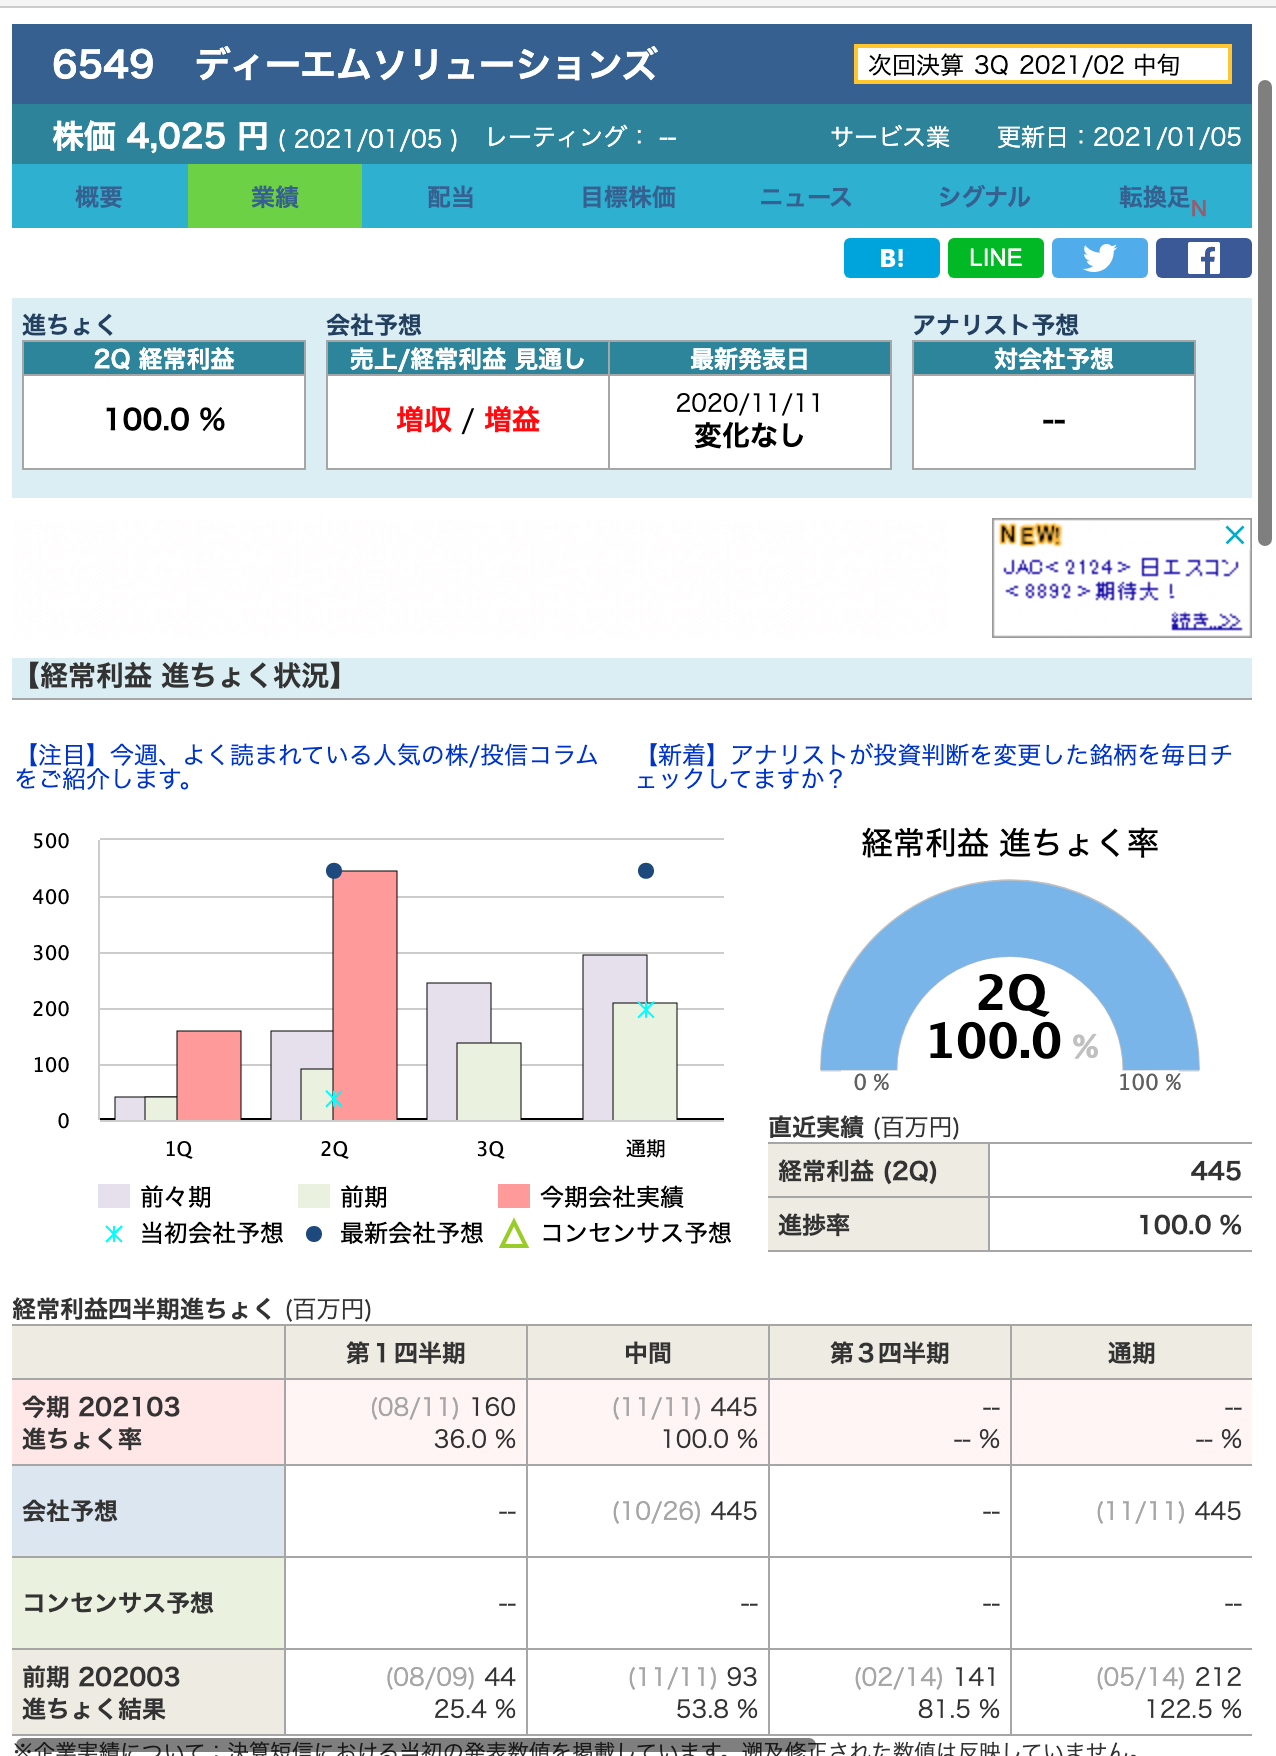 6549 ディーエムソリューションズ
次回決算 3Q 2021/02 中旬
株価 4,025 円 ( 2021/01/05 ) レーティング： -- サービス業 更新日：2021/01/05
概要 業績 配当 目標株価 ニュース シグナル 転換足N
B! LINE
進ちょく 会社予想 アナリスト予想
2Q 経常利益 売上/経常利益 見通し 最新発表日 対会社予想
100.0 % 増収 / 増益 2020/11/11 --
変化なし
NEW!
JAC<2124> 日エスコン
<8892>期待大！
続き..>>
【経常利益 進ちょく状況】
【注目】今週、よく読まれている人気の株/投信コラム
をご紹介します。
【新着】アナリストが投資判断を変更した銘柄を毎日チ
ェックしてますか？
500
400
300
200
100
0
1Q 2Q 3Q 通期
前々期 前期 今期会社実績
当初会社予想 最新会社予想 コンセンサス予想
経常利益 進ちょく率
2Q
100.0 %
0 % 100 %
直近実績 (百万円)
経常利益 (2Q) 445
進捗率 100.0 %
経常利益四半期進ちょく (百万円)
第１四半期 中間 第３四半期 通期
今期 202103 (08/11) 160 (11/11) 445 -- --
進ちょく率 36.0 % 100.0 % -- % -- %
会社予想 -- (10/26) 445 -- (11/11) 445
コンセンサス予想 -- -- -- --
前期 202003 (08/09) 44 (11/11) 93 (02/14) 141 (05/14) 212
進ちょく結果 25.4 % 53.8 % 81.5 % 122.5 %
※企業実績について：決算短信における当初の発表数値を掲載しています。遡及修正された数値は反映していません。